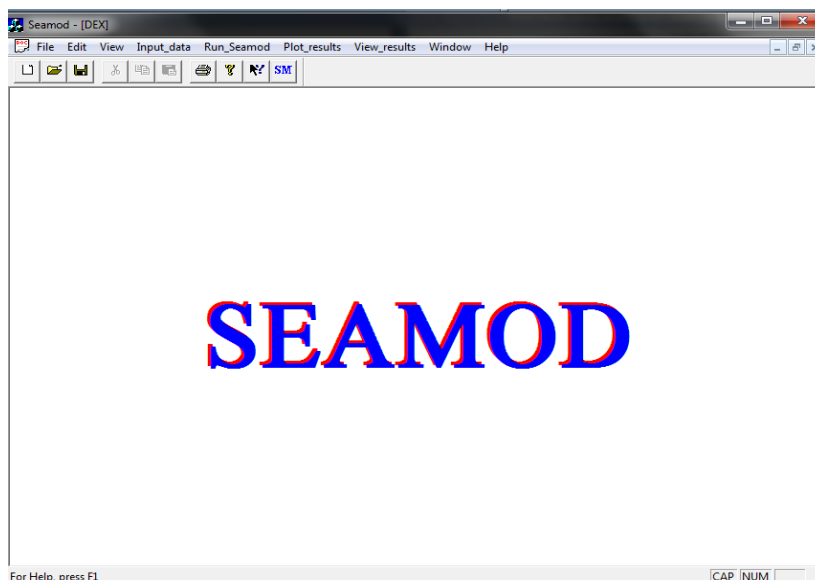 Seamod - [DEX]
File Edit View Input_data Run_Seamod Plot_results View_results Window Help
SM
SEAMOD
For Help, press F1
CAP NUM